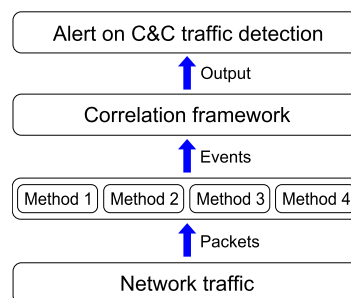 Alert on C&C traffic detection
Output
Correlation framework
Events
Method 1 Method 2 Method 3 Method 4
Packets
Network traffic